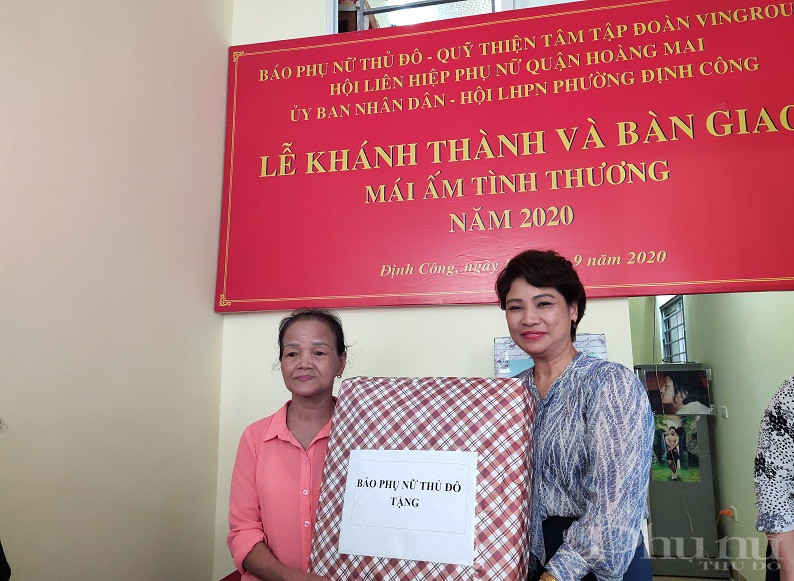 BÁO PHỤ NỮ THỦ ĐÔ - QUỸ THIỆN TÂM TẬP ĐOÀN VINGROU
HỘI LIÊN HIỆP PHỤ NỮ QUẬN HOÀNG MAI
ỦY BAN NHÂN DÂN - HỘI LHPN PHƯỜNG ĐỊNH CÔNG
LỄ KHÁNH THÀNH VÀ BÀN GIAO
MÁI ẤM TÌNH THƯƠNG
NĂM 2020
Định Công, ngày 9 năm 2020
BÁO PHỤ NỮ THỦ ĐÔ
TẶNG
Phụ nữ
THỦ ĐÔ